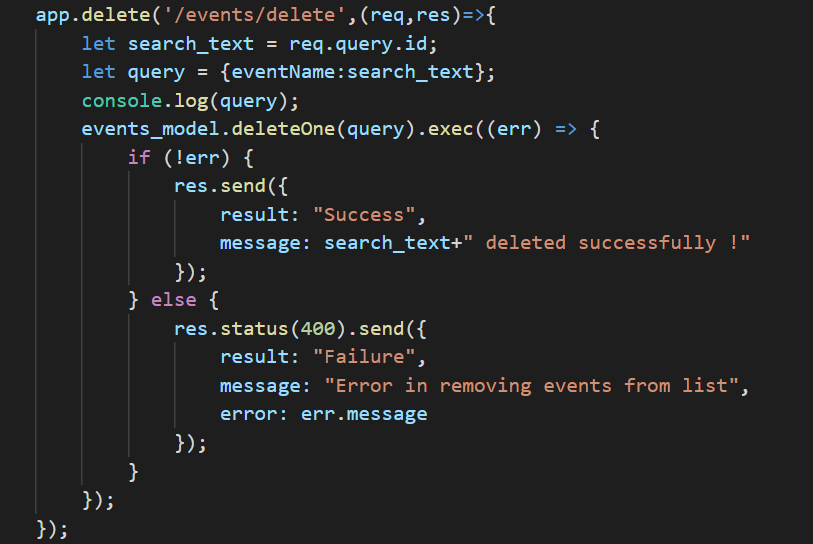 app.delete('/events/delete',(req,res)=>{
    let search_text = req.query.id;
    let query = {eventName:search_text};
    console.log(query);
    events_model.deleteOne(query).exec((err) => {
        if (!err) {
            res.send({
                result: "Success",
                message: search_text+" deleted successfully !"
            });
        } else {
            res.status(400).send({
                result: "Failure",
                message: "Error in removing events from list",
                error: err.message
            });
        }
    });
});